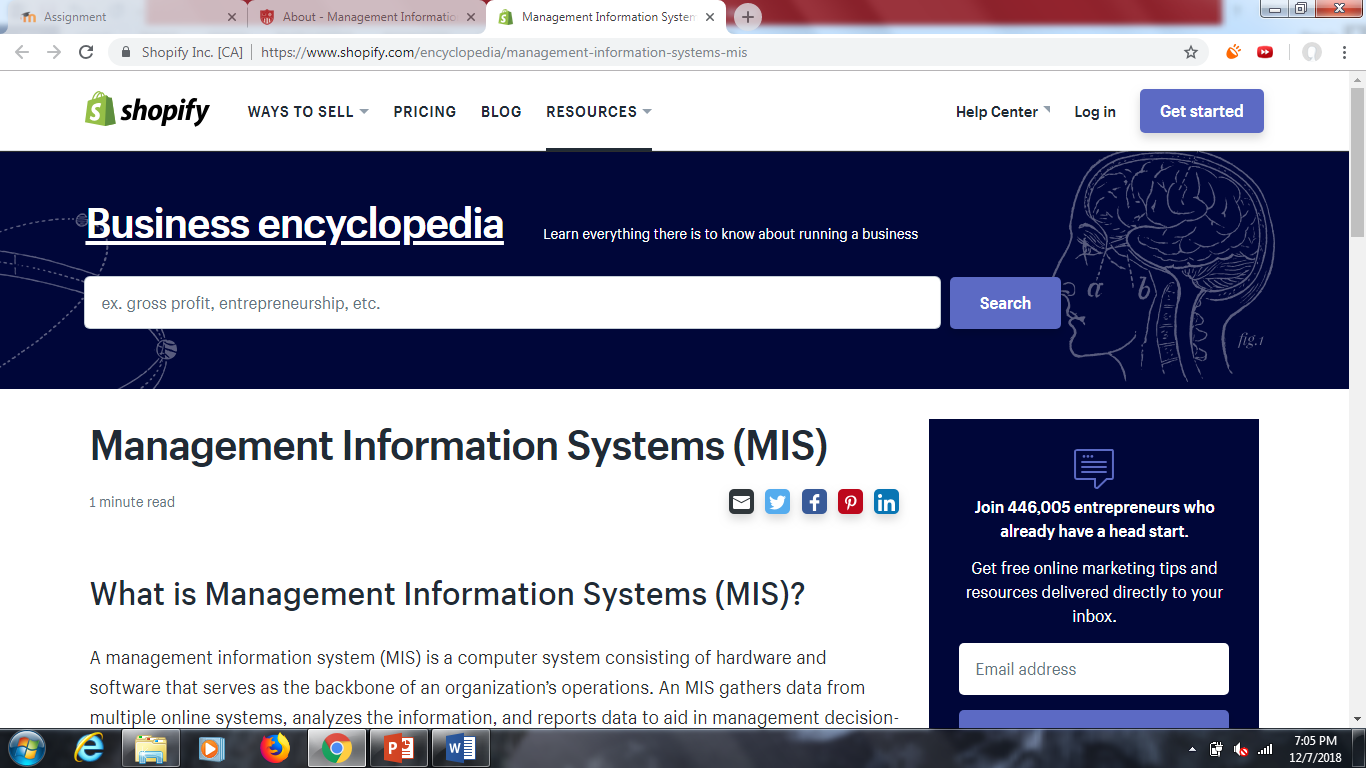 Assignment
About - Management Informatio
Management Information System
Shopify Inc. [CA] https://www.shopify.com/encyclopedia/management-information-systems-mis
shopify WAYS TO SELL PRICING BLOG RESOURCES Help Center Log in Get started
Business encyclopedia Learn everything there is to know about running a business
ex. gross profit, entrepreneurship, etc. Search
a b
fig.1
Management Information Systems (MIS)
1 minute read
What is Management Information Systems (MIS)?
A management information system (MIS) is a computer system consisting of hardware and
software that serves as the backbone of an organization’s operations. An MIS gathers data from
multiple online systems, analyzes the information, and reports data to aid in management decision-
Join 446,005 entrepreneurs who
already have a head start.
Get free online marketing tips and
resources delivered directly to your
inbox.
Email address
7:05 PM
12/7/2018